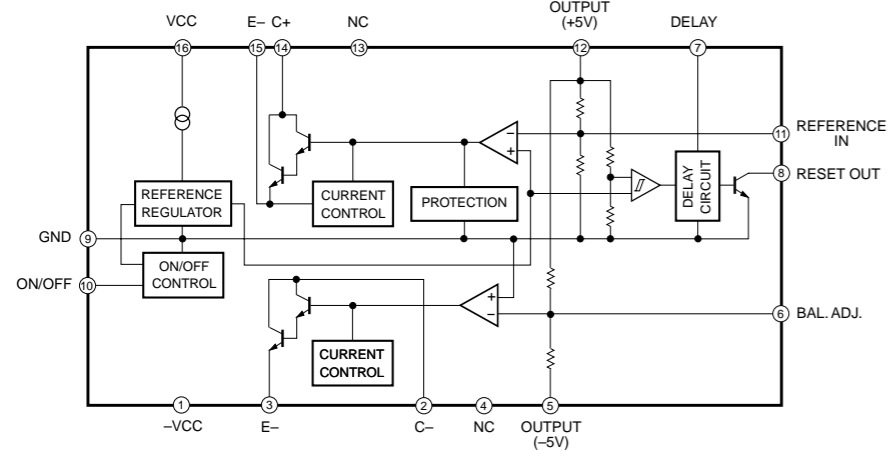 VCC
E– C+
NC
OUTPUT
(+5V)
DELAY
16
15
14
13
12
7
–
+
11
REFERENCE
IN
8
RESET OUT
REFERENCE
REGULATOR
CURRENT
CONTROL
PROTECTION
DELAY
CIRCUIT
GND
9
ON/OFF
10
ON/OFF
CONTROL
+
–
6
BAL. ADJ.
CURRENT
CONTROL
1
3
2
4
5
–VCC
E–
C–
NC
OUTPUT
(–5V)